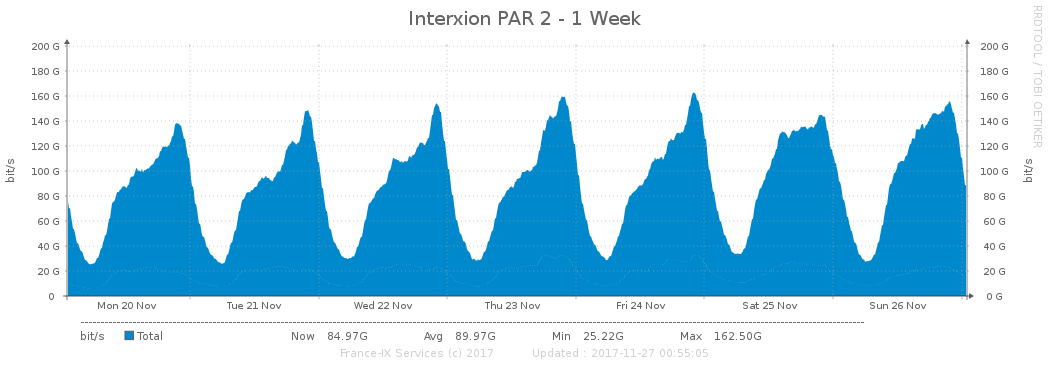 Interxion PAR 2 - 1 Week
RRDTOOL / TOBI OETIKER
200 G 200 G
180 G 180 G
160 G 160 G
140 G 140 G
120 G 120 G
100 G 100 G
80 G 80 G
60 G 60 G
40 G 40 G
20 G 20 G
0 0 G
bit/s
bit/s
Mon 20 Nov Tue 21 Nov Wed 22 Nov Thu 23 Nov Fri 24 Nov Sat 25 Nov Sun 26 Nov
bit/s Total Now 84.97G Avg 89.97G Min 25.22G Max 162.50G
France-IX Services (c) 2017 Updated : 2017-11-27 00:55:05